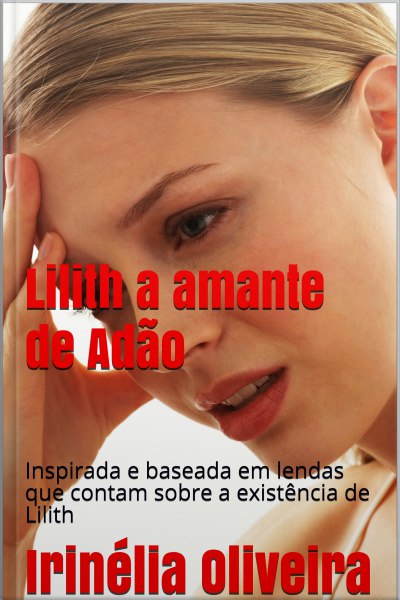 Lilith a amante
de Adão
Inspirada e baseada em lendas
que contam sobre a existência de
Lilith
Irinélia Oliveira